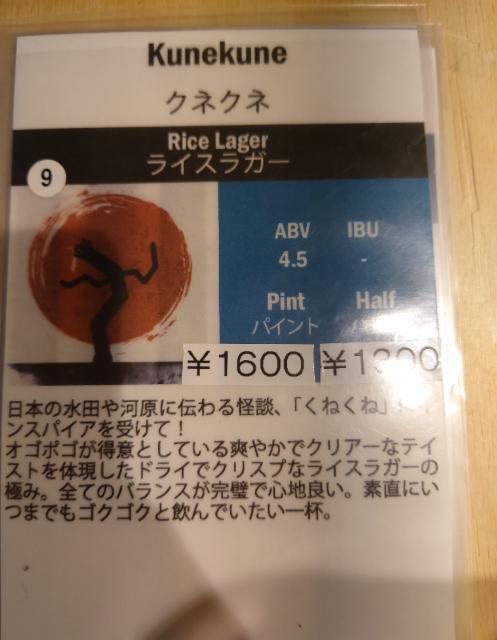 Kunekune
クネクネ
Rice Lager
ライスラガー
9
ABV IBU
4.5 -
Pint Half
パイント
¥1600
日本の水田や河原に伝わる怪談、「くねくね」に
ンスパイアを受けて!
オゴポゴが得意としている爽やかでクリアーなテイ
ストを体現したドライでクリスプなライスラガーの
極み。全てのバランスが完璧で心地良い。素直にい
つまでもゴクゴクと飲んでいたい一杯。